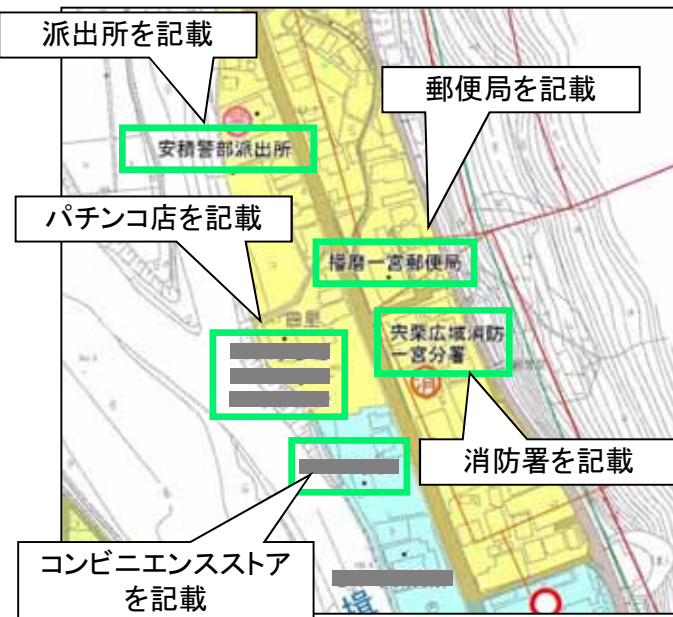 派出所を記載
郵便局を記載
安積警部派出所
パチンコ店を記載
播磨一宮郵便局
宍粟広域消防
一宮分署
消
消防署を記載
コンビニエンスストア
を記載